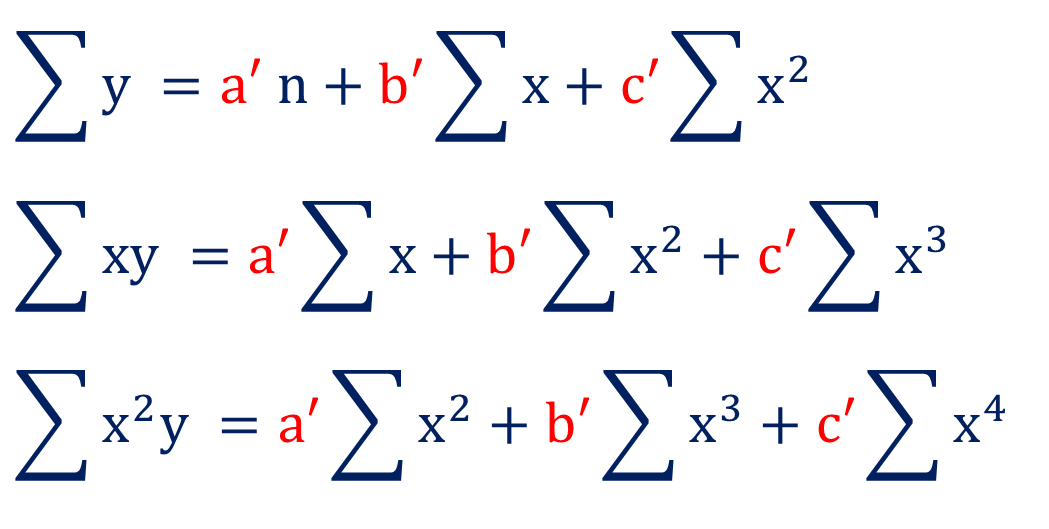 ∑ y = a′ n + b′ ∑ x + c′ ∑ x²
∑ xy = a′ ∑ x + b′ ∑ x² + c′ ∑ x³
∑ x²y = a′ ∑ x² + b′ ∑ x³ + c′ ∑ x⁴